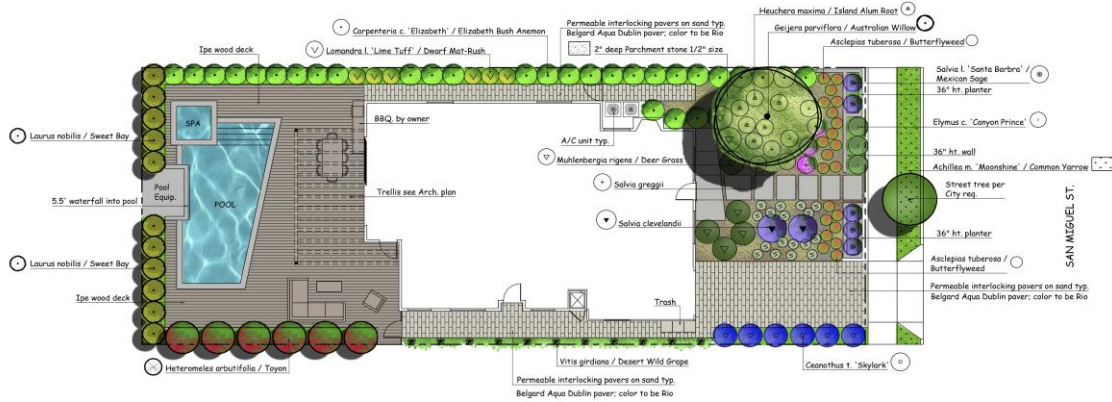 Heuchera maxima / Island Alum Root
Carpenteria c. 'Elizabeth' / Elizabeth Bush Anemon
Permeable interlocking pavers on sand typ.
Belgard Aqua Dublin paver; color to be Rio
Geijera parviflora / Australian Willow
Lomandra l. 'Lime Tuff' / Dwarf Mat-Rush
2" deep Parchment stone 1/2" size
Asclepias tuberosa / Butterflyweed
Ipe wood deck
Salvia l. 'Santa Barbra' /
Mexican Sage
36" ht. planter
SPA
BBQ. by owner
Laurus nobilis / Sweet Bay
A/C unit typ.
Elymus c. 'Canyon Prince'
Muhlenbergia rigens / Deer Grass
36" ht. wall
Achillea m. 'Moonshine' / Common Yarrow
Pool
Equip.
Salvia greggii
Trellis see Arch. plan
Street tree per
City req.
5.5' waterfall into pool
POOL
Salvia clevelandii
36" ht. planter
SAN MIGUEL ST.
Laurus nobilis / Sweet Bay
Asclepias tuberosa /
Butterflyweed
Ipe wood deck
Trash
Permeable interlocking pavers on sand typ.
Belgard Aqua Dublin paver; color to be Rio
Heteromeles arbutifolia / Toyon
Vitis girdiana / Desert Wild Grape
Ceanothus t. 'Skylark'
Permeable interlocking pavers on sand typ.
Belgard Aqua Dublin paver; color to be Rio